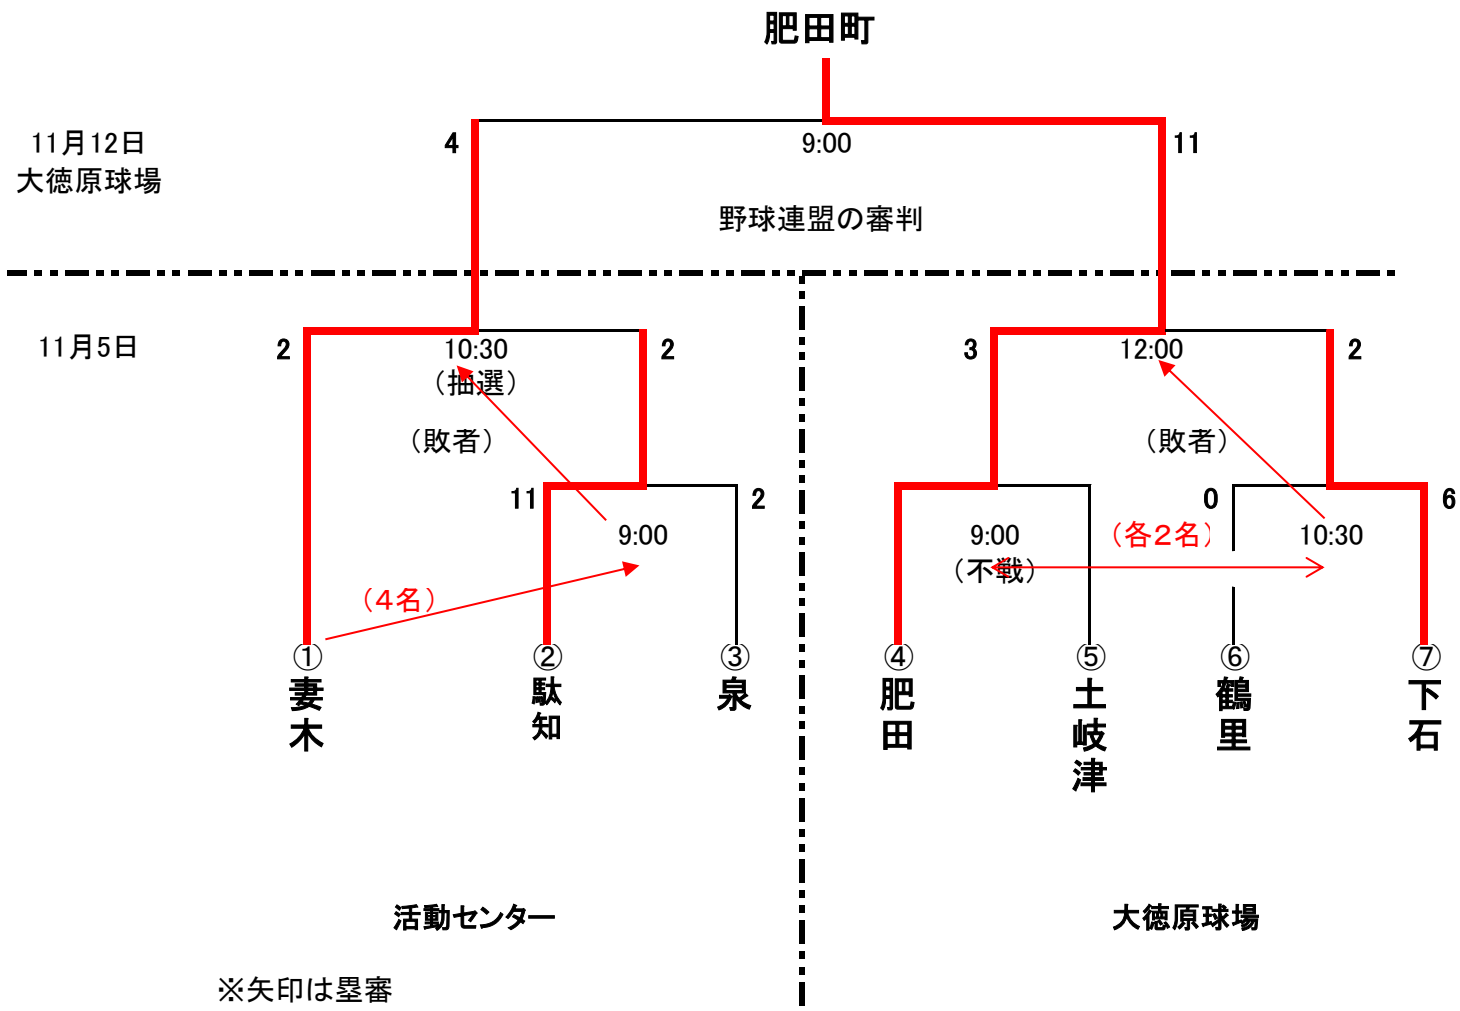 肥田町
11月12日
大徳原球場
4
9:00
11
野球連盟の審判
11月5日
2
10:30
(抽選)
2
3
12:00
2
(敗者)
(敗者)
11
2
0
6
9:00
9:00
(各2名)
10:30
(不戦)
(4名)
①
妻木
②
駄知
③
泉
④
肥田
⑤
土岐津
⑥
鶴里
⑦
下石
活動センター
大徳原球場
※矢印は塁審